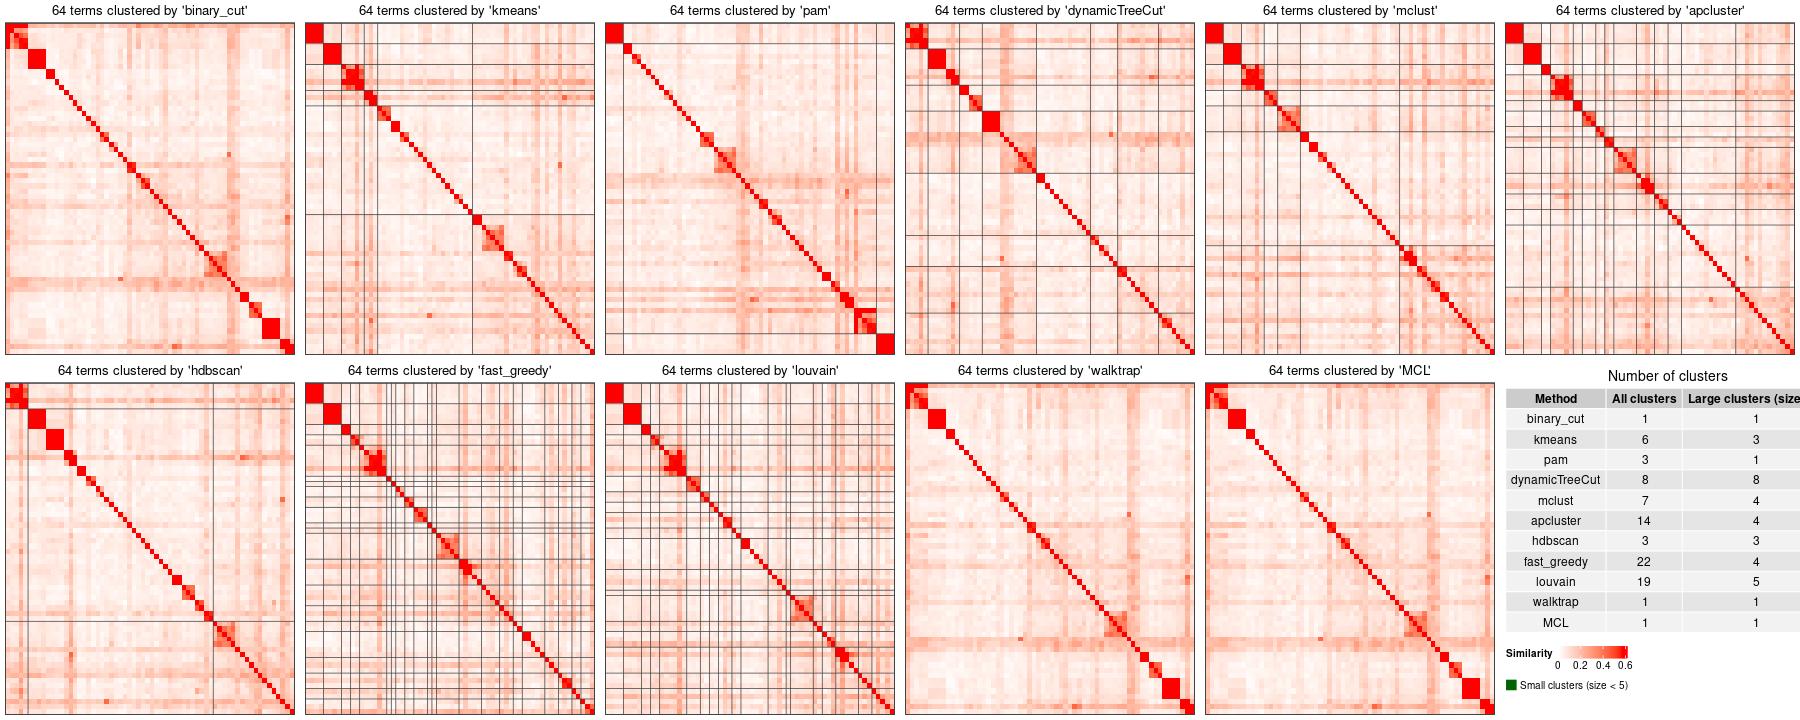 64 terms clustered by 'binary_cut'
64 terms clustered by 'kmeans'
64 terms clustered by 'pam'
64 terms clustered by 'dynamicTreeCut'
64 terms clustered by 'mclust'
64 terms clustered by 'apcluster'
64 terms clustered by 'hdbscan'
64 terms clustered by 'fast_greedy'
64 terms clustered by 'louvain'
64 terms clustered by 'walktrap'
64 terms clustered by 'MCL'
Number of clusters
Method All clusters Large clusters (size
binary_cut 1 1
kmeans 6 3
pam 3 1
dynamicTreeCut 8 8
mclust 7 4
apcluster 14 4
hdbscan 3 3
fast_greedy 22 4
louvain 19 5
walktrap 1 1
MCL 1 1
Similarity
0 0.2 0.4 0.6
Small clusters (size < 5)